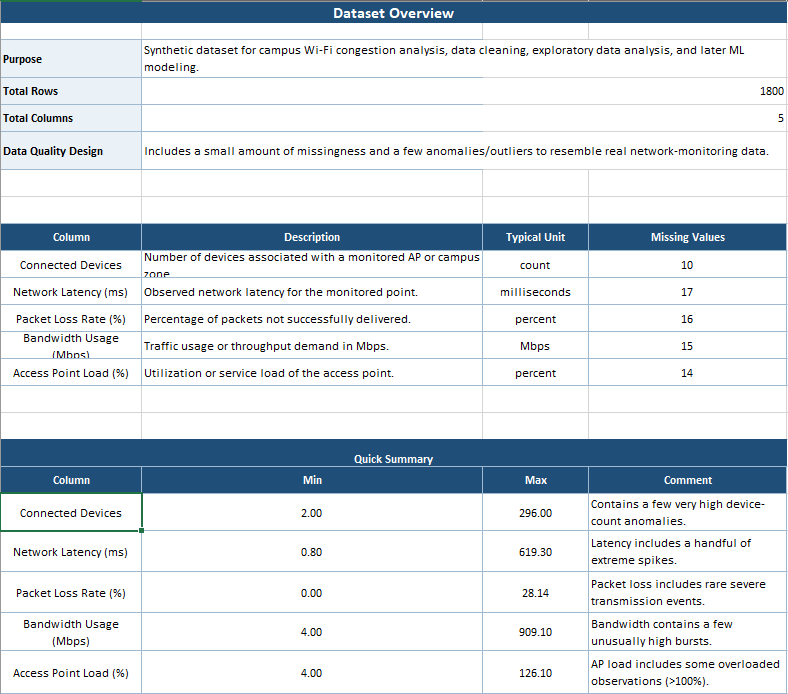 Dataset Overview
Purpose
Synthetic dataset for campus Wi-Fi congestion analysis, data cleaning, exploratory data analysis, and later ML
modeling.
Total Rows 1800
Total Columns 5
Data Quality Design Includes a small amount of missingness and a few anomalies/outliers to resemble real network-monitoring data.
Column Description Typical Unit Missing Values
Connected Devices Number of devices associated with a monitored AP or campus
zone count 10
Network Latency (ms) Observed network latency for the monitored point. milliseconds 17
Packet Loss Rate (%) Percentage of packets not successfully delivered. percent 16
Bandwidth Usage
(Mbps) Traffic usage or throughput demand in Mbps. Mbps 15
Access Point Load (%) Utilization or service load of the access point. percent 14
Quick Summary
Column Min Max Comment
Connected Devices 2.00 296.00 Contains a few very high device-
count anomalies.
Network Latency (ms) 0.80 619.30 Latency includes a handful of
extreme spikes.
Packet Loss Rate (%) 0.00 28.14 Packet loss includes rare severe
transmission events.
Bandwidth Usage
(Mbps) 4.00 909.10 Bandwidth contains a few
unusually high bursts.
Access Point Load (%) 4.00 126.10 AP load includes some overloaded
observations (>100%).